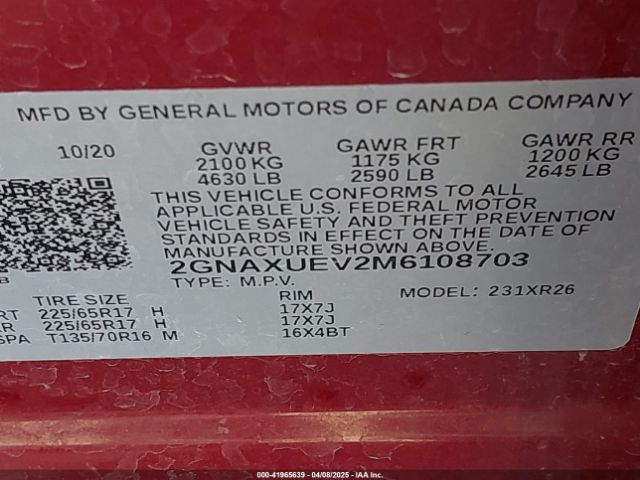 MFD BY GENERAL MOTORS OF CANADA COMPANY
10/20 GVWR GAWR FRT GAWR RR
2100 KG 1175 KG 1200 KG
4630 LB 2590 LB 2645 LB
THIS VEHICLE CONFORMS TO ALL
APPLICABLE U.S. FEDERAL MOTOR
VEHICLE SAFETY AND THEFT PREVENTION
STANDARDS IN EFFECT ON THE DATE OF
MANUFACTURE SHOWN ABOVE.
2GNAXUEV2M6108703
TYPE: M.P.V. MODEL: 231XR26
TIRE SIZE RIM
RT 225/65R17 H 17X7J
RR 225/65R17 H 17X7J
SPA T135/70R16 M 16X4BT
000-41965639 04/08/2025 - IAA Inc.